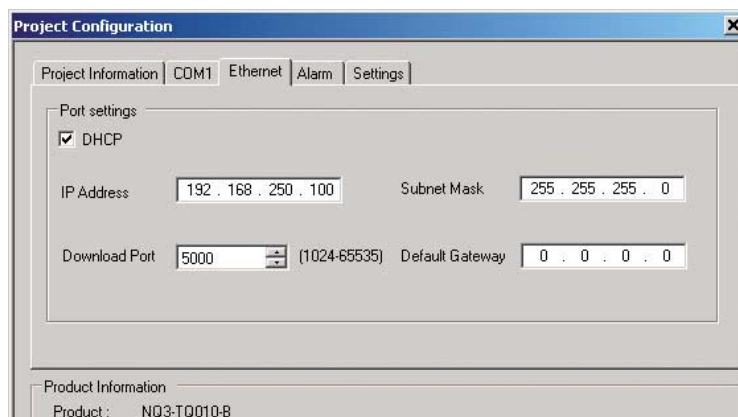 Project Configuration
Project Information COM1 Ethernet Alarm Settings
Port settings
DHCP
IP Address 192 . 168 . 250 . 100 Subnet Mask 255 . 255 . 255 . 0
Download Port 5000 (1024-65535) Default Gateway 0 . 0 . 0 . 0
Product Information
Product : NQ3-TQ010-B